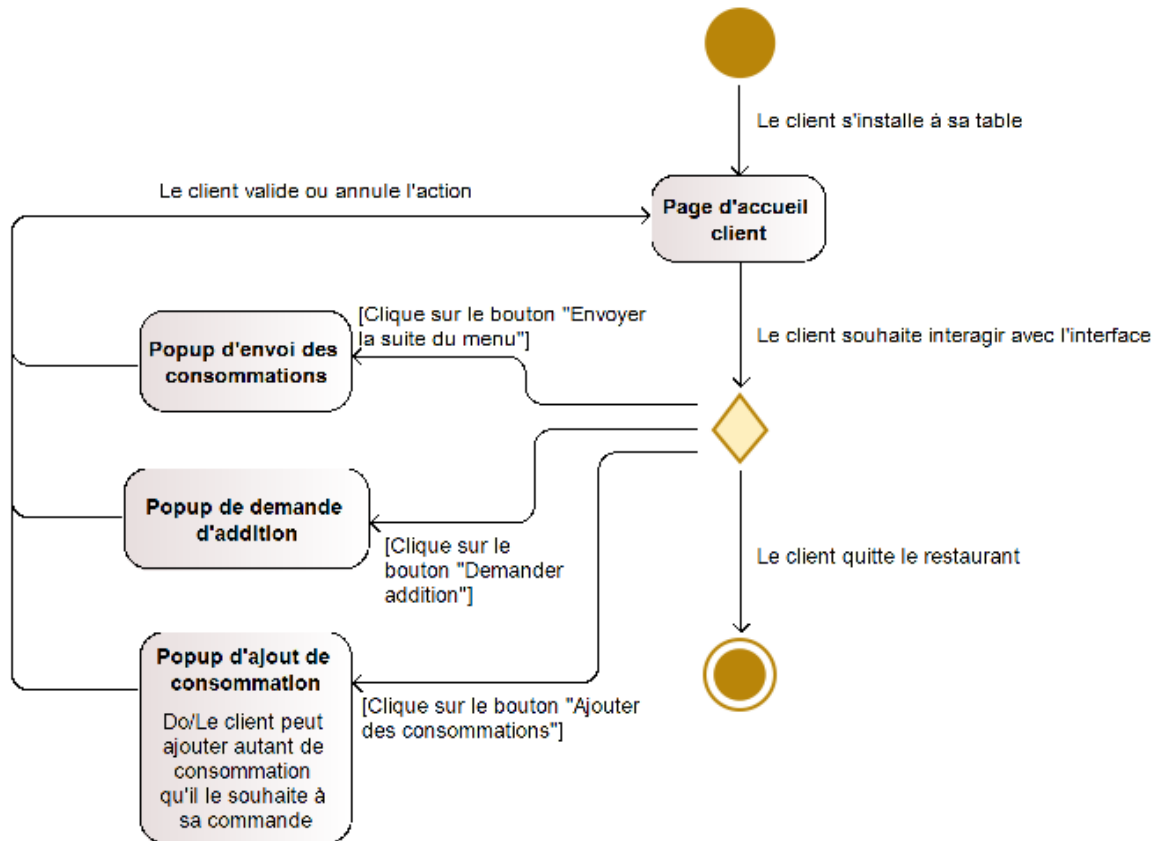 Le client s'installe à sa table
Le client valide ou annule l'action
Page d'accueil
client
[Clique sur le bouton "Envoyer
la suite du menu"]
Le client souhaite interagir avec l'interface
Popup d'envoi des
consommations
Popup de demande
d'addition
[Clique sur le
bouton "Demander
addition"]
Le client quitte le restaurant
Popup d'ajout de
consommation
Do/Le client peut
ajouter autant de
consommation
qu'il le souhaite à
sa commande
[Clique sur le bouton "Ajouter
des consommations"]